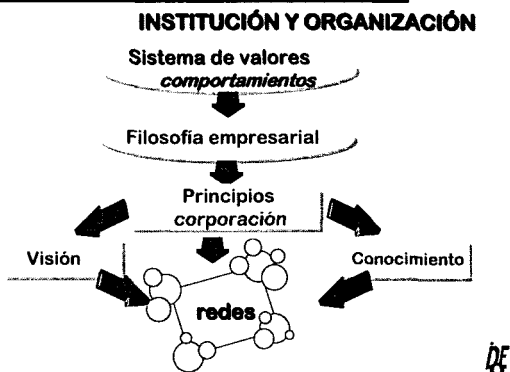 INSTITUCIÓN Y ORGANIZACIÓN
Sistema de valores
comportamientos
Filosofía empresarial
Principios
corporación
Visión
Conocimiento
redes